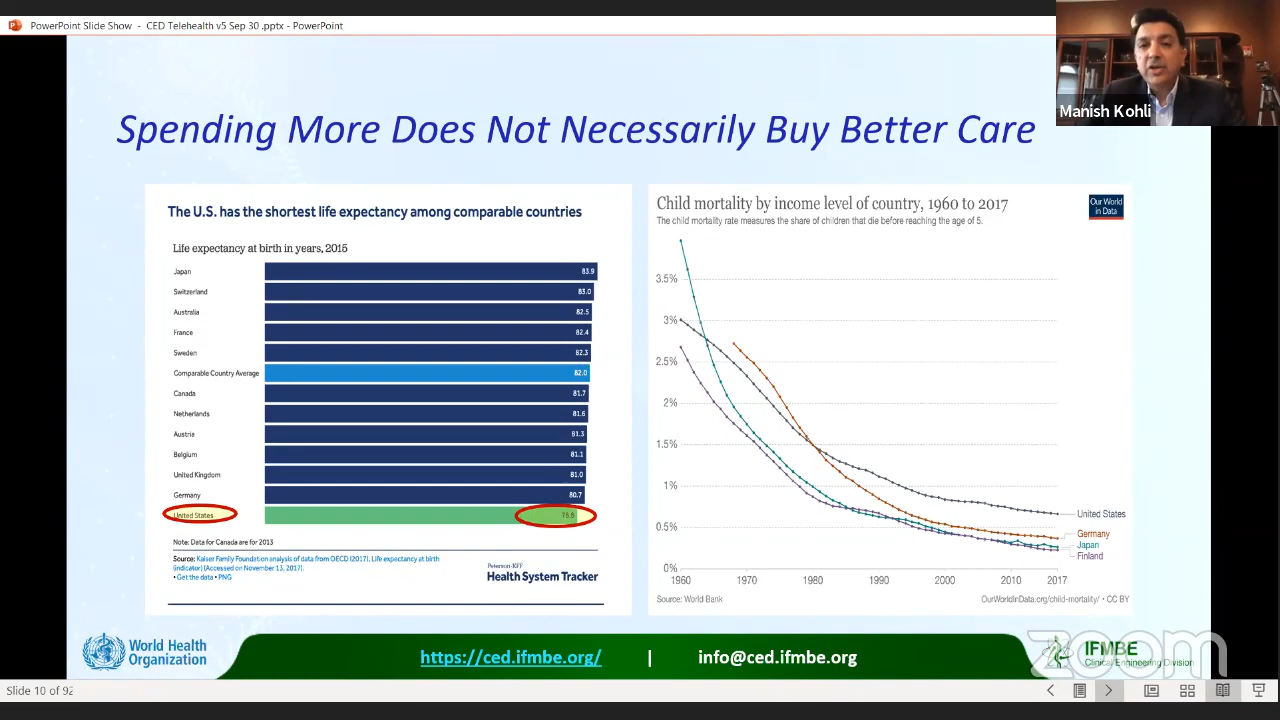 PowerPoint Slide Show - CED Telehealth v5 Sep 30 .pptx - PowerPoint
Manish Kohli
Spending More Does Not Necessarily Buy Better Care
The U.S. has the shortest life expectancy among comparable countries
Life expectancy at birth in years, 2015
Japan 83.9
Switzerland 83.0
Australia 82.5
France 82.4
Sweden 82.3
Comparable Country Average 82.0
Canada 81.7
Netherlands 81.6
Austria 81.3
Belgium 81.1
United Kingdom 81.0
Germany 80.7
United States
Note: Data for Canada are for 2013
Source: Kaiser Family Foundation analysis of data from OECD (2017). Life expectancy at birth
(indicator) (Accessed on November 13, 2017).
• Get the data • PNG
Peterson-KFF
Health System Tracker
Child mortality by income level of country, 1960 to 2017
The child mortality rate measures the share of children that die before reaching the age of 5.
Our World
in Data
3.5%
3%
2.5%
2%
1.5%
1%
0.5%
0%
United States
Germany
Japan
Finland
1960 1970 1980 1990 2000 2010 2017
Source: World Bank
OurWorldInData.org/child-mortality/ • CC BY
World Health
Organization
https://ced.ifmbe.org/ | info@ced.ifmbe.org
IFMBE
Clinical Engineering Division
zoom
Slide 10 of 92